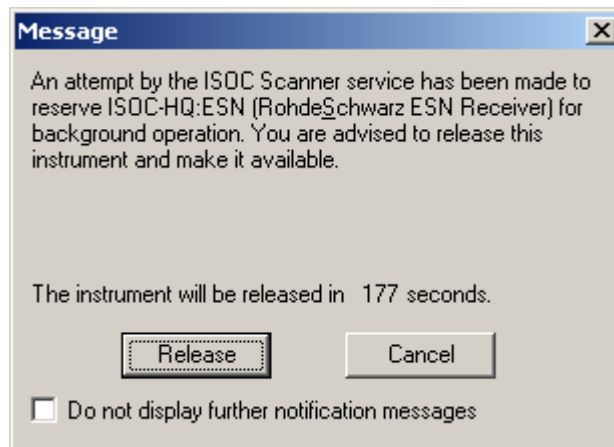 Message
An attempt by the ISOC Scanner service has been made to
reserve ISOC-HQ:ESN (RohdeSchwarz ESN Receiver) for
background operation. You are advised to release this
instrument and make it available.
The instrument will be released in 177 seconds.
Release Cancel
Do not display further notification messages